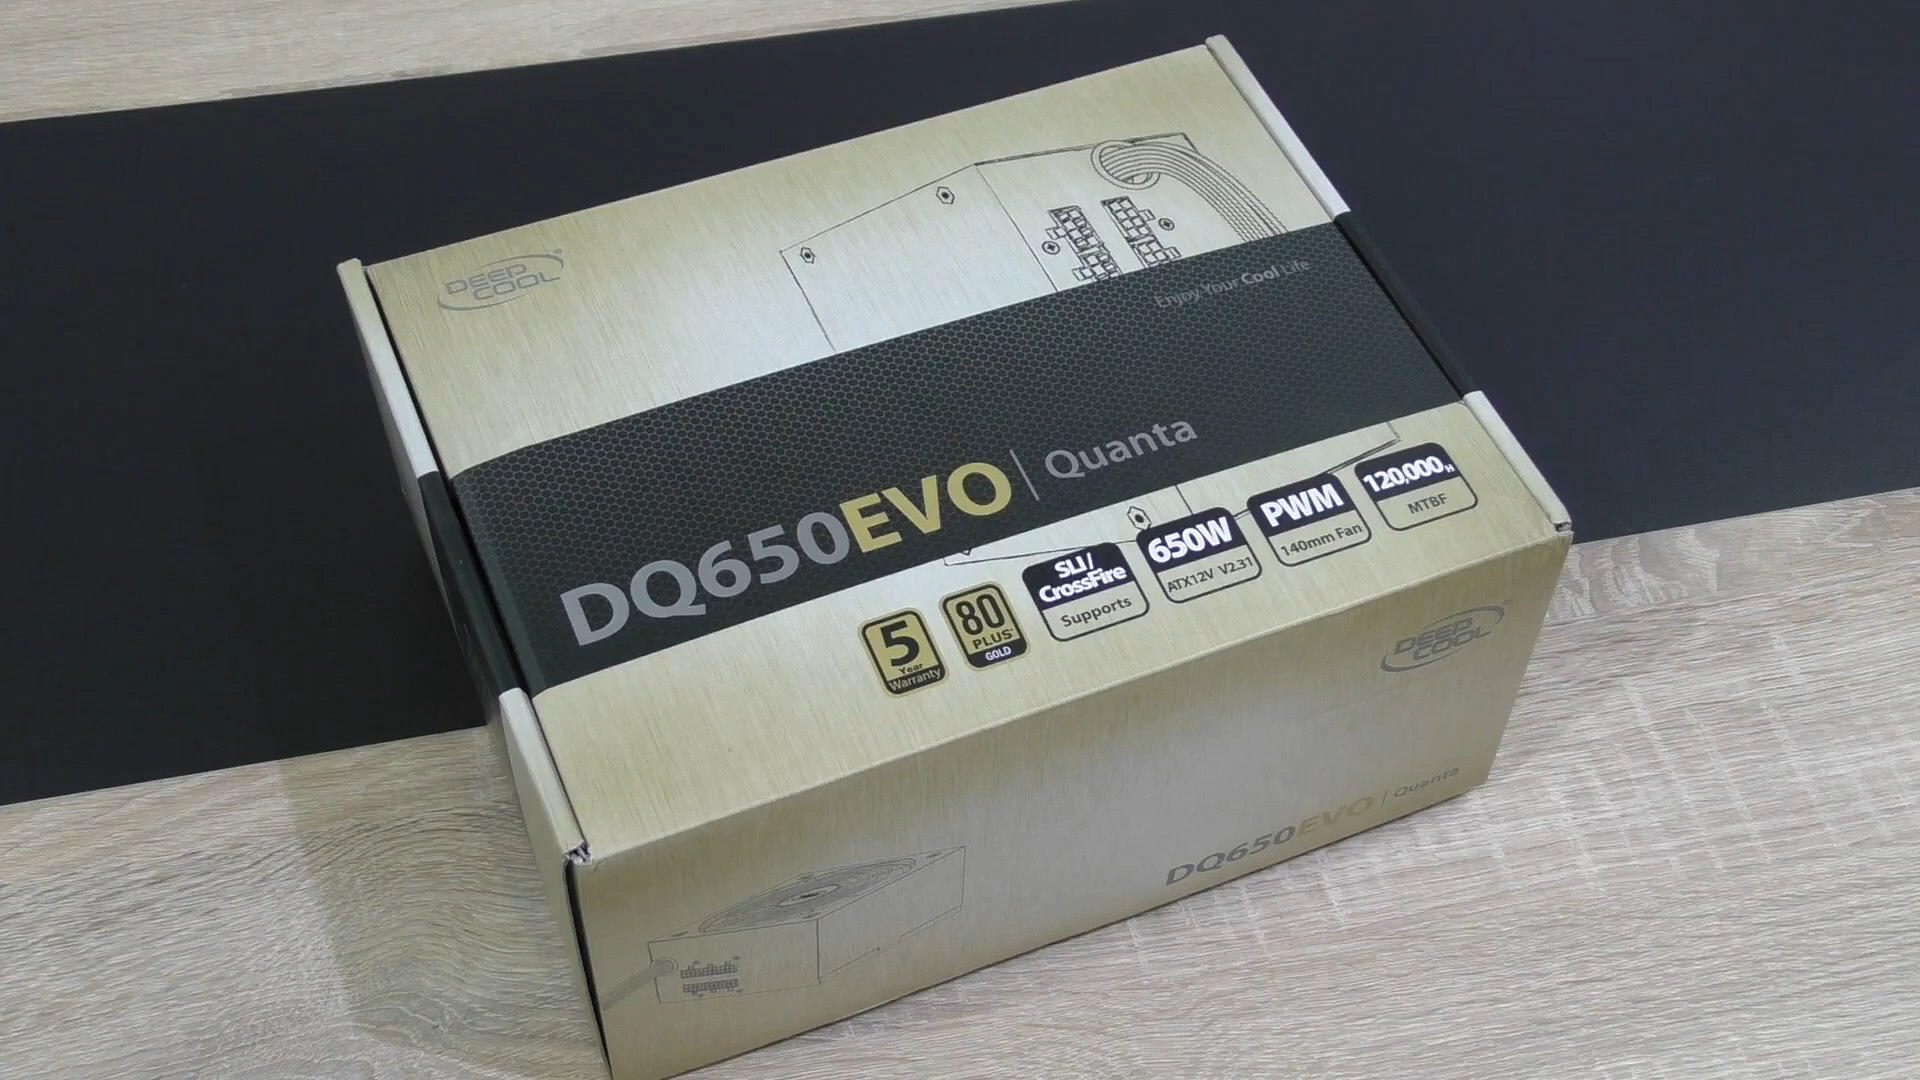 DEEP
COOL
Enjoy Your Cool Life
DQ650EVO | Quanta
5
Year
Warranty
80
PLUS
GOLD
SLI/
CrossFire
Supports
650W
ATX12V V2.31
PWM
140mm Fan
120,000H
MTBF
DEEP
COOL
DQ650EVO | Quanta